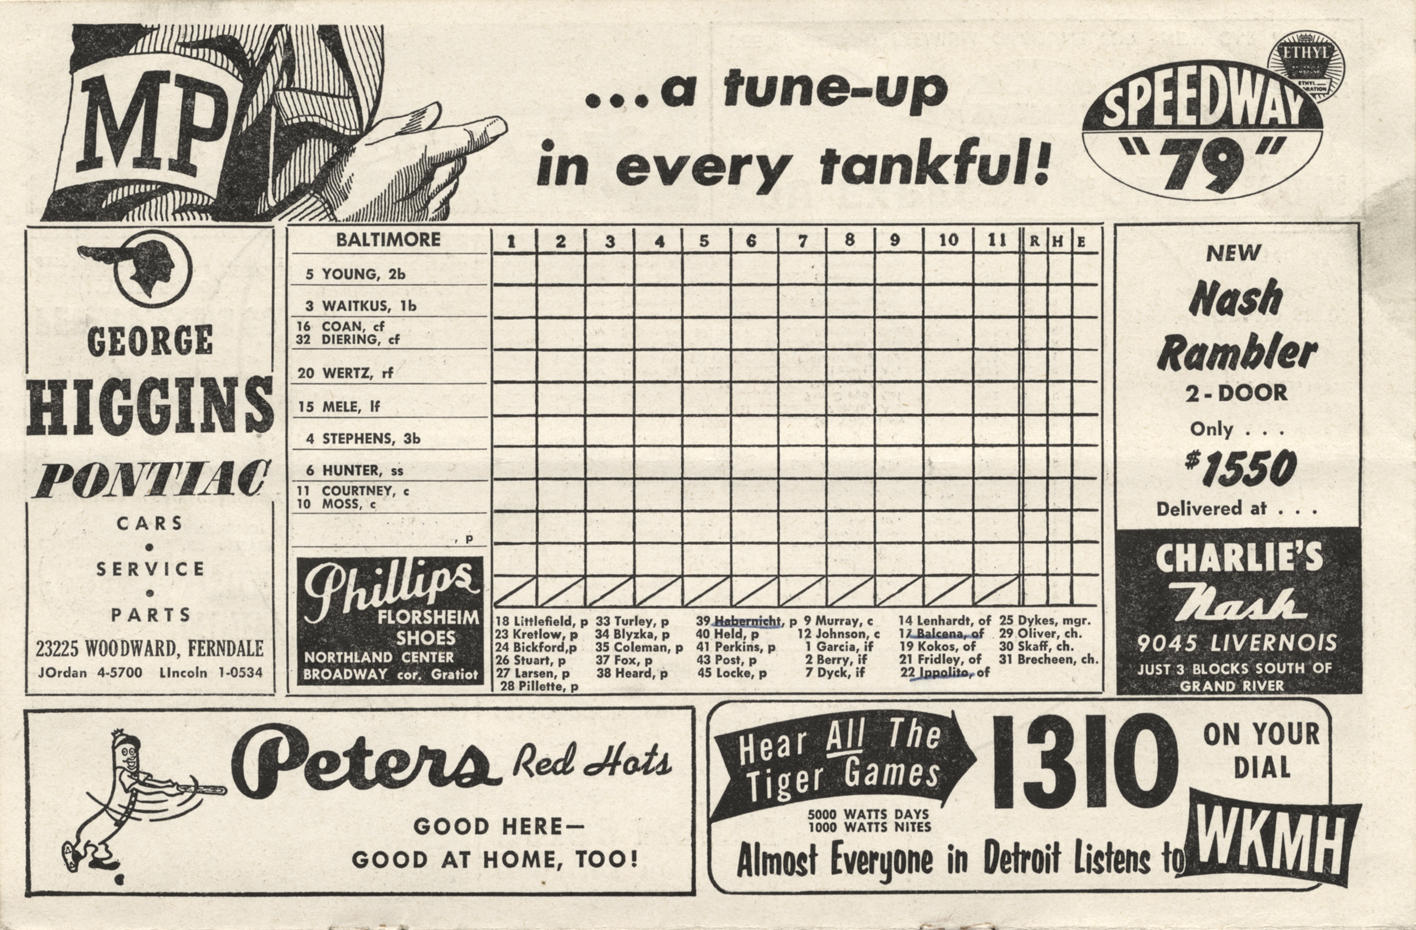 MP
...a tune-up
in every tankful!
ETHYL
SPEEDWAY
"79"
GEORGE
HIGGINS
PONTIAC
CARS
•
SERVICE
•
PARTS
23225 WOODWARD, FERNDALE
JOrdan 4-5700 LIncoln 1-0534
BALTIMORE 1 2 3 4 5 6 7 8 9 10 11 R H E
5 YOUNG, 2b
3 WAITKUS, 1b
16 COAN, cf
32 DIERING, cf
20 WERTZ, rf
15 MELE, lf
4 STEPHENS, 3b
6 HUNTER, ss
11 COURTNEY, c
10 MOSS, c
, p
Phillips
FLORSHEIM
SHOES
NORTHLAND CENTER
BROADWAY cor. Gratiot
18 Littlefield, p 33 Turley, p 39 Habernicht, p 9 Murray, c 14 Lenhardt, of 25 Dykes, mgr.
23 Kretlow, p 34 Blyzka, p 40 Held, p 12 Johnson, c 17 Balcena, of 29 Oliver, ch.
24 Bickford,p 35 Coleman, p 41 Perkins, p 1 Garcia, if 19 Kokos, of 30 Skaff, ch.
26 Stuart, p 37 Fox, p 43 Post, p 2 Berry, if 21 Fridley, of 31 Brecheen, ch.
27 Larsen, p 38 Heard, p 45 Locke, p 7 Dyck, if 22 Ippolito, of
28 Pillette, p
NEW
Nash
Rambler
2-DOOR
Only . . .
$1550
Delivered at . . .
CHARLIE'S
Nash
9045 LIVERNOIS
JUST 3 BLOCKS SOUTH OF
GRAND RIVER
Peters Red Hots
GOOD HERE—
GOOD AT HOME, TOO!
Hear All The
Tiger Games
5000 WATTS DAYS
1000 WATTS NITES
1310
ON YOUR
DIAL
Almost Everyone in Detroit Listens to
WKMH